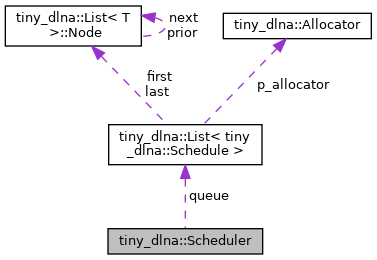 tiny_dlna::List< T
>::Node
next
prior
tiny_dlna::Allocator
first
last
p_allocator
tiny_dlna::List< tiny
_dlna::Schedule >
queue
tiny_dlna::Scheduler